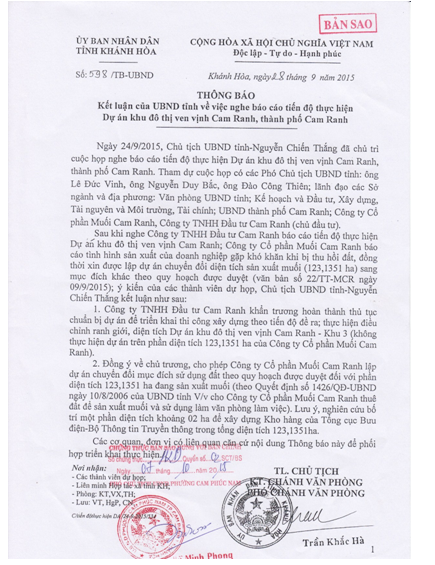 BẢN SAO
ỦY BAN NHÂN DÂN
TỈNH KHÁNH HÒA
CỘNG HÒA XÃ HỘI CHỦ NGHĨA VIỆT NAM
Độc lập - Tự do - Hạnh phúc
Số: 598 /TB-UBND
Khánh Hòa, ngày 28 tháng 9 năm 2015
THÔNG BÁO
Kết luận của UBND tỉnh về việc nghe báo cáo tiến độ thực hiện
Dự án khu đô thị ven vịnh Cam Ranh, thành phố Cam Ranh
Ngày 24/9/2015, Chủ tịch UBND tỉnh-Nguyễn Chiến Thắng đã chủ trì
cuộc họp nghe báo cáo tiến độ thực hiện Dự án khu đô thị ven vịnh Cam Ranh,
thành phố Cam Ranh. Tham dự cuộc họp có các Phó Chủ tịch UBND tỉnh: ông
Lê Đức Vinh, ông Nguyễn Duy Bắc, ông Đào Công Thiên; lãnh đạo các Sở
ngành và địa phương: Văn phòng UBND tỉnh; Kế hoạch và Đầu tư, Xây dựng,
Tài nguyên và Môi trường, Tài chính; UBND thành phố Cam Ranh; Công ty Cổ
phần Muối Cam Ranh, Công ty TNHH Đầu tư Cam Ranh (chủ đầu tư).
Sau khi nghe Công ty TNHH Đầu tư Cam Ranh báo cáo tiến độ thực hiện
Dự án khu đô thị ven vịnh Cam Ranh; Công ty Cổ phần Muối Cam Ranh báo
cáo tình hình sản xuất của doanh nghiệp gặp khó khăn khi bị thu hồi đất, đồng
thời xin được lập dự án chuyển đổi diện tích sản xuất muối (123,1351 ha) sang
mục đích khác theo quy hoạch được duyệt (văn bản số 22/TT-MCR ngày
09/9/2015); ý kiến của các thành viên dự họp, Chủ tịch UBND tỉnh-Nguyễn
Chiến Thắng kết luận như sau:
1. Công ty TNHH Đầu tư Cam Ranh khẩn trương hoàn thành thủ tục
chuẩn bị dự án để triển khai thi công xây dựng theo tiến độ đề ra; thực hiện điều
chỉnh ranh giới, diện tích Dự án khu đô thị ven vịnh Cam Ranh - Khu 3 (không
thực hiện dự án trên phần diện tích 123,1351 ha của Công ty Cổ phần Muối Cam
Ranh).
2. Đồng ý về chủ trương, cho phép Công ty Cổ phần Muối Cam Ranh lập
dự án chuyển đổi mục đích sử dụng đất theo quy hoạch được duyệt đối với phần
diện tích 123,1351 ha đang sản xuất muối (theo Quyết định số 1426/QĐ-UBND
ngày 10/8/2006 của UBND tỉnh V/v cho Công ty Cổ phần Muối Cam Ranh thuê
đất để sản xuất muối và sử dụng làm văn phòng làm việc). Lưu ý, nghiên cứu bố
trí một phần diện tích khoảng 02 ha để xây dựng Kho hàng của Tổng cục Bưu
điện-Bộ Thông tin Truyền thông trong tổng diện tích 123,1351ha.
Các cơ quan, đơn vị có liên quan căn cứ nội dung Thông báo này để phối
hợp triển khai thực hiện./.
Nơi nhận:
- Các thành viên dự họp;
- Liên minh Hợp tác xã tỉnh KH;
- Phòng: KT,VX,TH;
- Lưu: VT, HgP, CN.
TL. CHỦ TỊCH
KT. CHÁNH VĂN PHÒNG
PHÓ CHÁNH VĂN PHÒNG
Trần Khắc Hà
Minh Phong
1